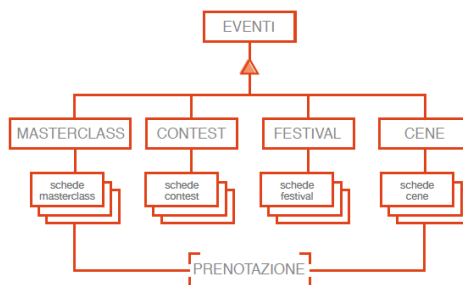 EVENTI
MASTERCLASS
CONTEST
FESTIVAL
CENE
schede
masterclass
schede
contest
schede
festival
schede
cene
PRENOTAZIONE